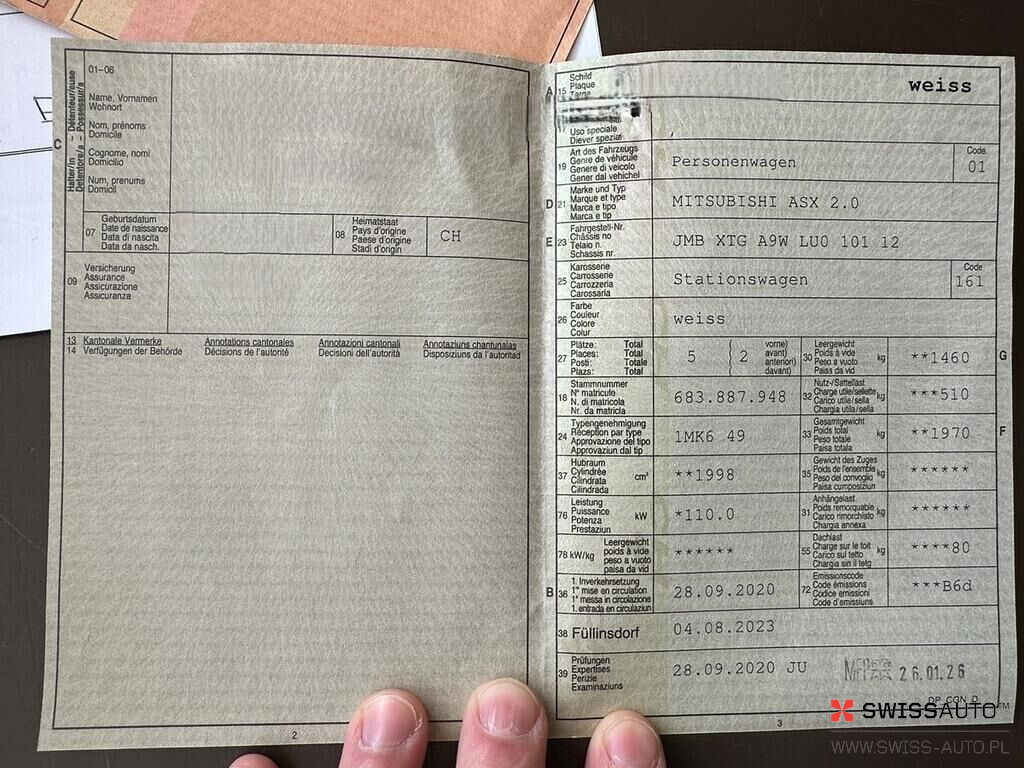 C
Halter/in - Détenteur/euse
Detentore/a - Possessur/a
01–06
Name, Vornamen
Wohnort
Nom, prénoms
Domicile
Cognome, nomi
Domicilio
Num, prenums
Domicil
07
Geburtsdatum
Date de naissance
Data di nascita
Data da nasch.
08
Heimatstaat
Pays d'origine
Paese d'origine
Stadi d'origin
CH
09
Versicherung
Assurance
Assicurazione
Assicuranza
13 Kantonale Vermerke Annotations cantonales Annotazioni cantonali Annotaziuns chantunalas
14 Verfügungen der Behörde Décisions de l'autorité Decisioni dell'autorità Disposiziuns da l'autoritad
2
A 15
Schild
Plaque
Targa
weiss
17
Uso speciale
Diever spezial
19
Art des Fahrzeugs
Genre de véhicule
Genere di veicolo
Gener dal vehichel
Personenwagen
Code
01
D 21
Marke und Typ
Marque et type
Marca e tipo
Marca e tip
MITSUBISHI ASX 2.0
E 23
Fahrgestell-Nr.
Châssis no
Telaio n.
Schassis nr.
JMB XTG A9W LU0 101 12
25
Karosserie
Carrosserie
Carrozzeria
Carossaria
Stationswagen
Code
161
26
Farbe
Couleur
Colore
Colur
weiss
27
Plätze: Total
Places: Total
Posti: Totale
Plazs: Total
5 ( 2
vorne)
avant)
anteriori)
davant)
30
Leergewicht
Poids à vide
Peso a vuoto
Paisa da vid
kg
**1460
G
18
Stammnummer
N° matricule
N. di matricola
Nr. da matricla
683.887.948
32
Nutz-/Sattellast
Charge utile/sellette
Carico utile/sella
Chargia utila/sella
kg
***510
24
Typengenehmigung
Réception par type
Approvazione del tipo
Approvaziun dal tip
1MK6 49
33
Gesamtgewicht
Poids total
Peso totale
Paisa totala
kg
**1970
F
37
Hubraum
Cylindrée
Cilindrata
Cilindrada
cm³
**1998
35
Gewicht des Zuges
Poids de l'ensemble
Peso del convoglio
Paisa cumposiziun
kg
******
76
Leistung
Puissance
Potenza
Prestaziun
kW
*110.0
31
Anhängelast
Poids remorquable
Carico rimorchiato
Chargia annexa
kg
******
78 kW/kg
Leergewicht
poids à vide
peso a vuoto
paisa da vid
******
55
Dachlast
Charge sur le toit
Carico sul tetto
Chargia sin il tetg
kg
****80
B 36
1. Inverkehrsetzung
1re mise en circulation
1a messa in circolazione
1. entrada en circulaziun
28.09.2020
72
Emissionscode
Code émissions
Codice emissioni
Code d'emissiuns
***B6d
38 Füllinsdorf
04.08.2023
39
Prüfungen
Expertises
Perizie
Examinaziuns
28.09.2020 JU
26.01.26
DP CGN D
3
SWISSAUTO™
WWW.SWISS-AUTO.PL